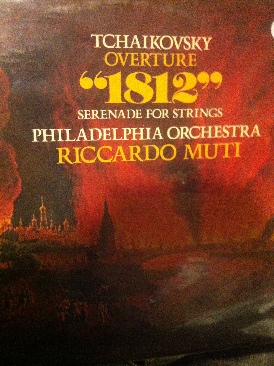 TCHAIKOVSKY
OVERTURE
“1812”
SERENADE FOR STRINGS
PHILADELPHIA ORCHESTRA
RICCARDO MUTI